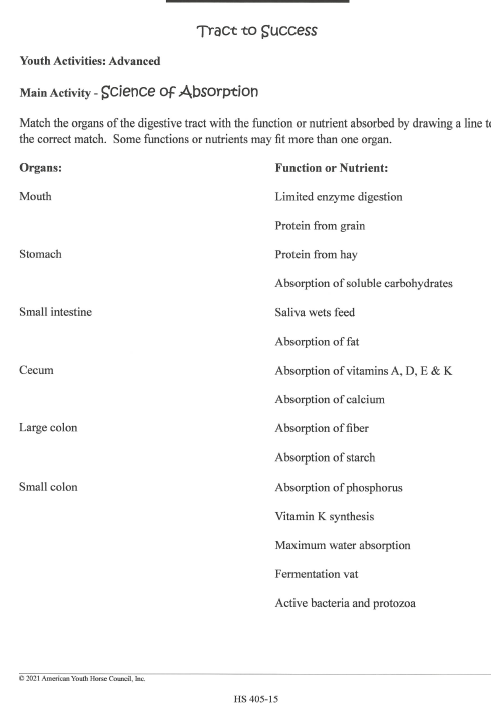 Tract to Success
Youth Activities: Advanced
Main Activity - Science of Absorption
Match the organs of the digestive tract with the function or nutrient absorbed by drawing a line t
the correct match. Some functions or nutrients may fit more than one organ.
Organs: Function or Nutrient:
Mouth Limited enzyme digestion
Protein from grain
Stomach Protein from hay
Absorption of soluble carbohydrates
Small intestine Saliva wets feed
Absorption of fat
Cecum Absorption of vitamins A, D, E & K
Absorption of calcium
Large colon Absorption of fiber
Absorption of starch
Small colon Absorption of phosphorus
Vitamin K synthesis
Maximum water absorption
Fermentation vat
Active bacteria and protozoa
© 2021 American Youth Horse Council, Inc.
HS 405-15